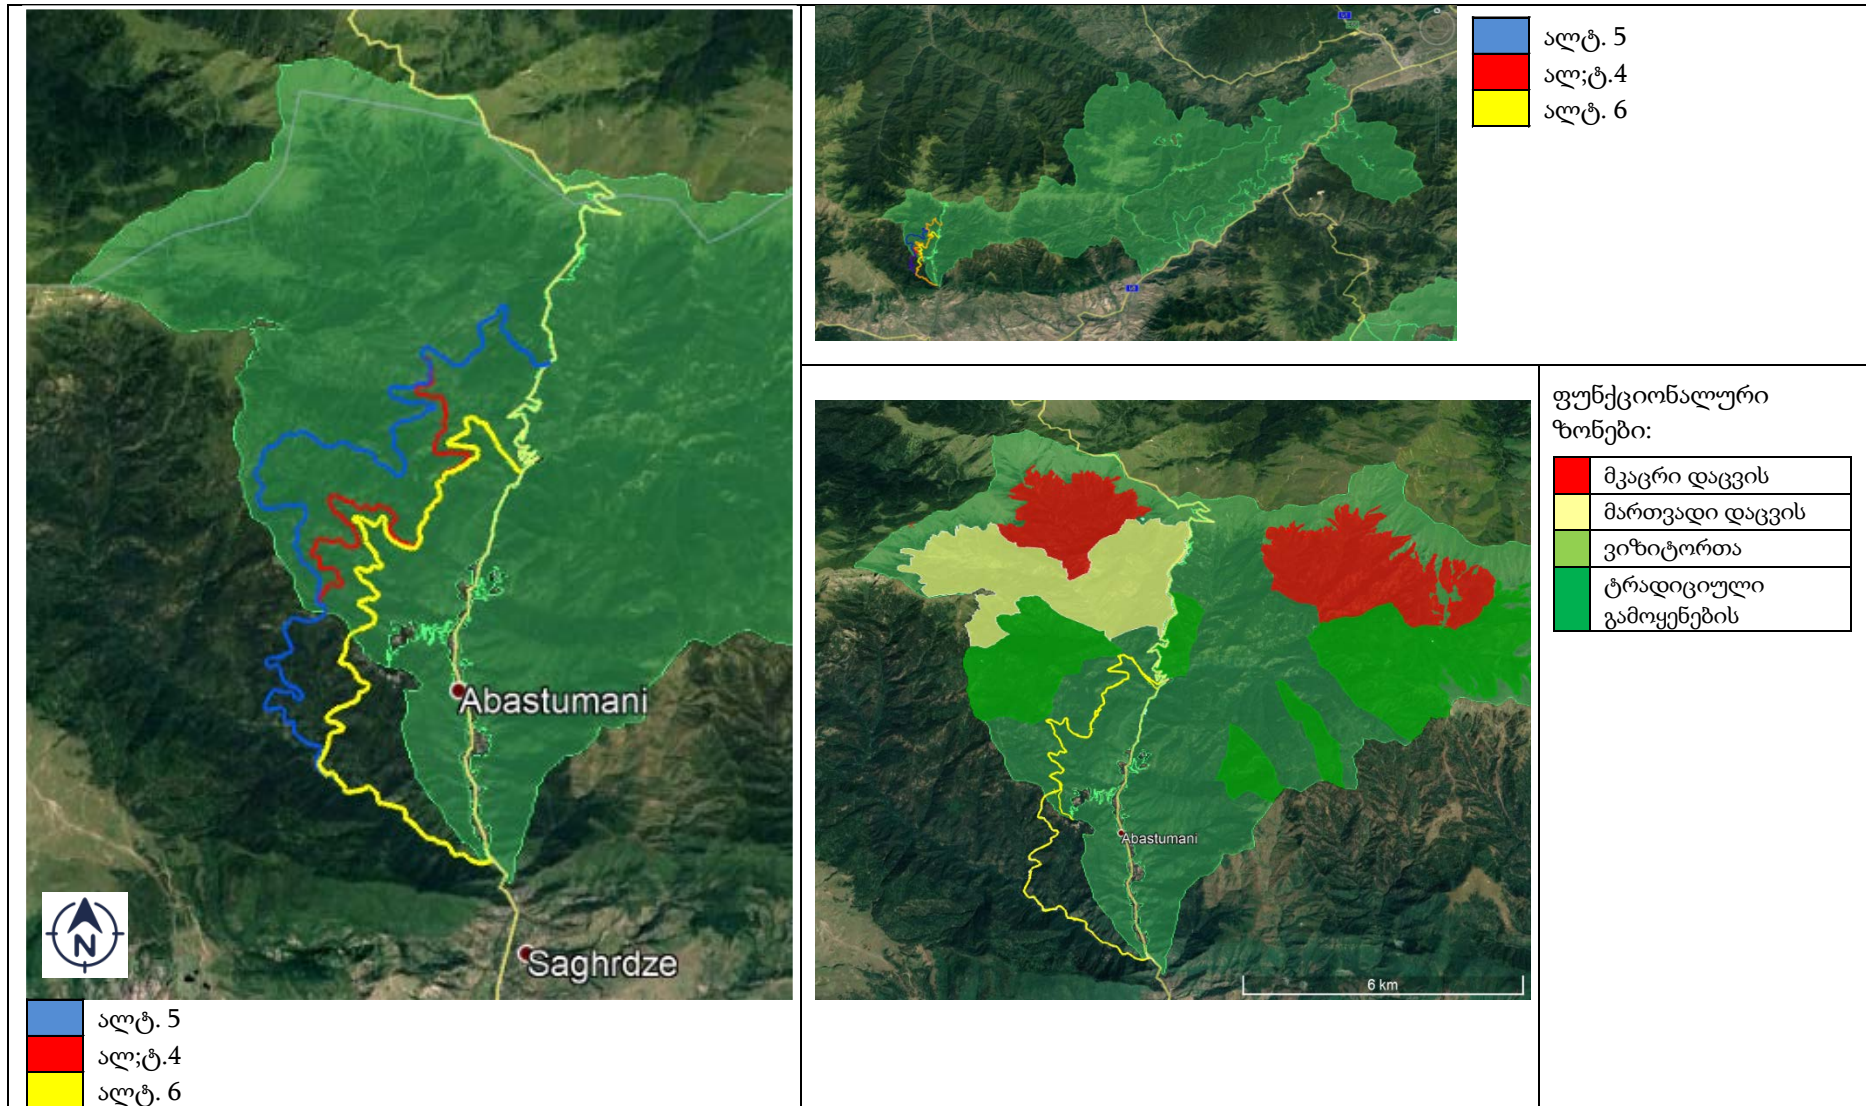 Abastumani
Saghrdze
N
ალტ. 5
ალ;ტ.4
ალტ. 6
ალტ. 5
ალ;ტ.4
ალტ. 6
Abastumani
6 km
ფუნქციონალური
ზონები:
მკაცრი დაცვის
მართვადი დაცვის
ვიზიტორთა
ტრადიციული
გამოყენების